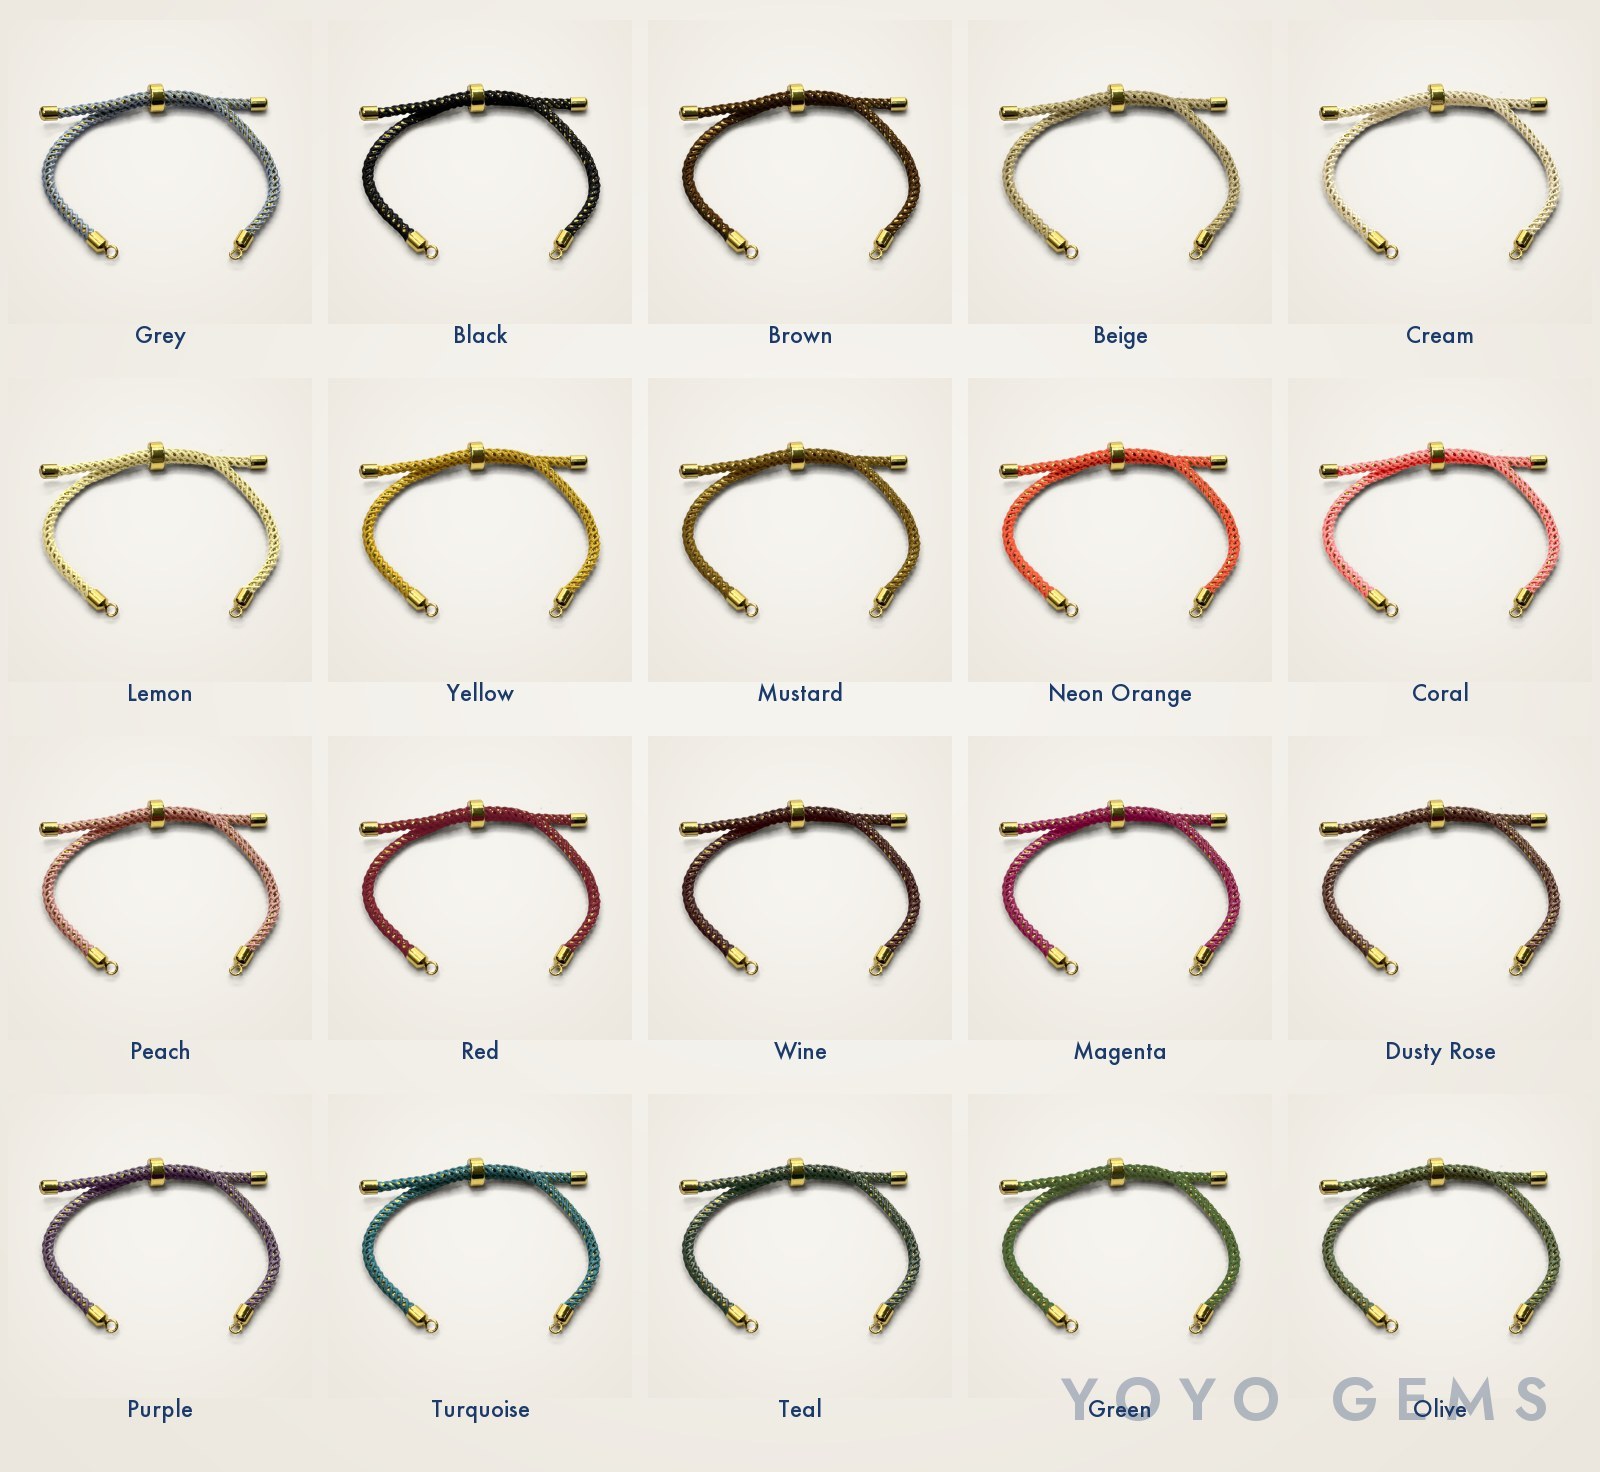 Grey
Black
Brown
Beige
Cream
Lemon
Yellow
Mustard
Neon Orange
Coral
Peach
Red
Wine
Magenta
Dusty Rose
Purple
Turquoise
Teal
Green
Olive
YOYO GEMS